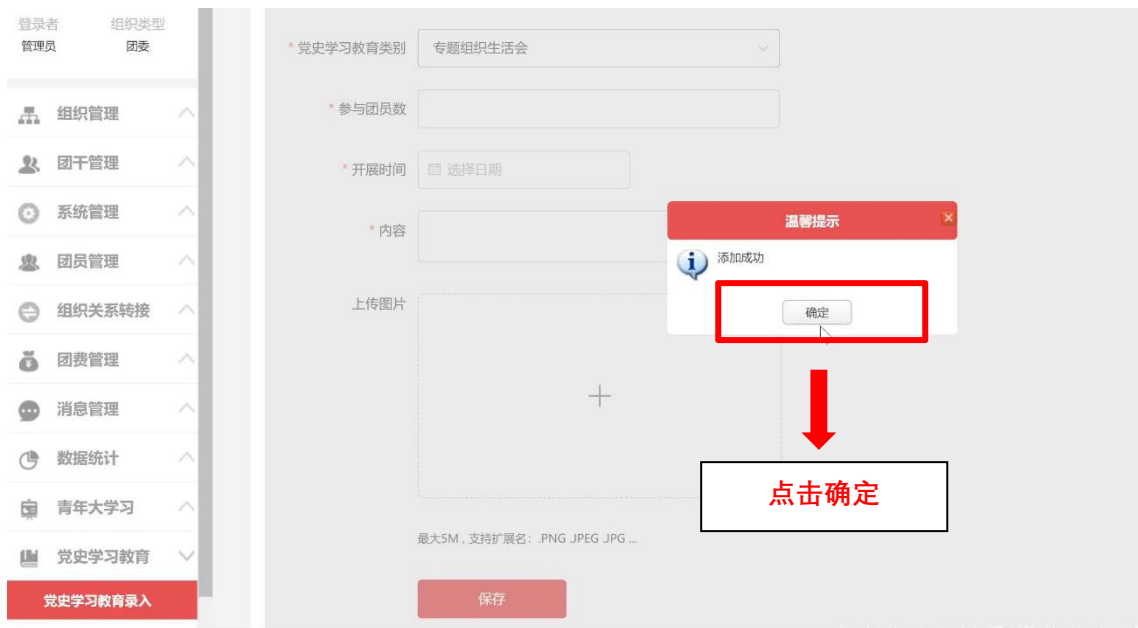 登录者 组织类型
管理员 团委
组织管理
团干管理
系统管理
团员管理
组织关系转接
团费管理
消息管理
数据统计
青年大学习
党史学习教育
党史学习教育录入
* 党史学习教育类别 专题组织生活会
* 参与团员数
* 开展时间 选择日期
* 内容
上传图片
温馨提示
添加成功
确定
点击确定
最大5M , 支持扩展名： .PNG .JPEG .JPG ...
保存